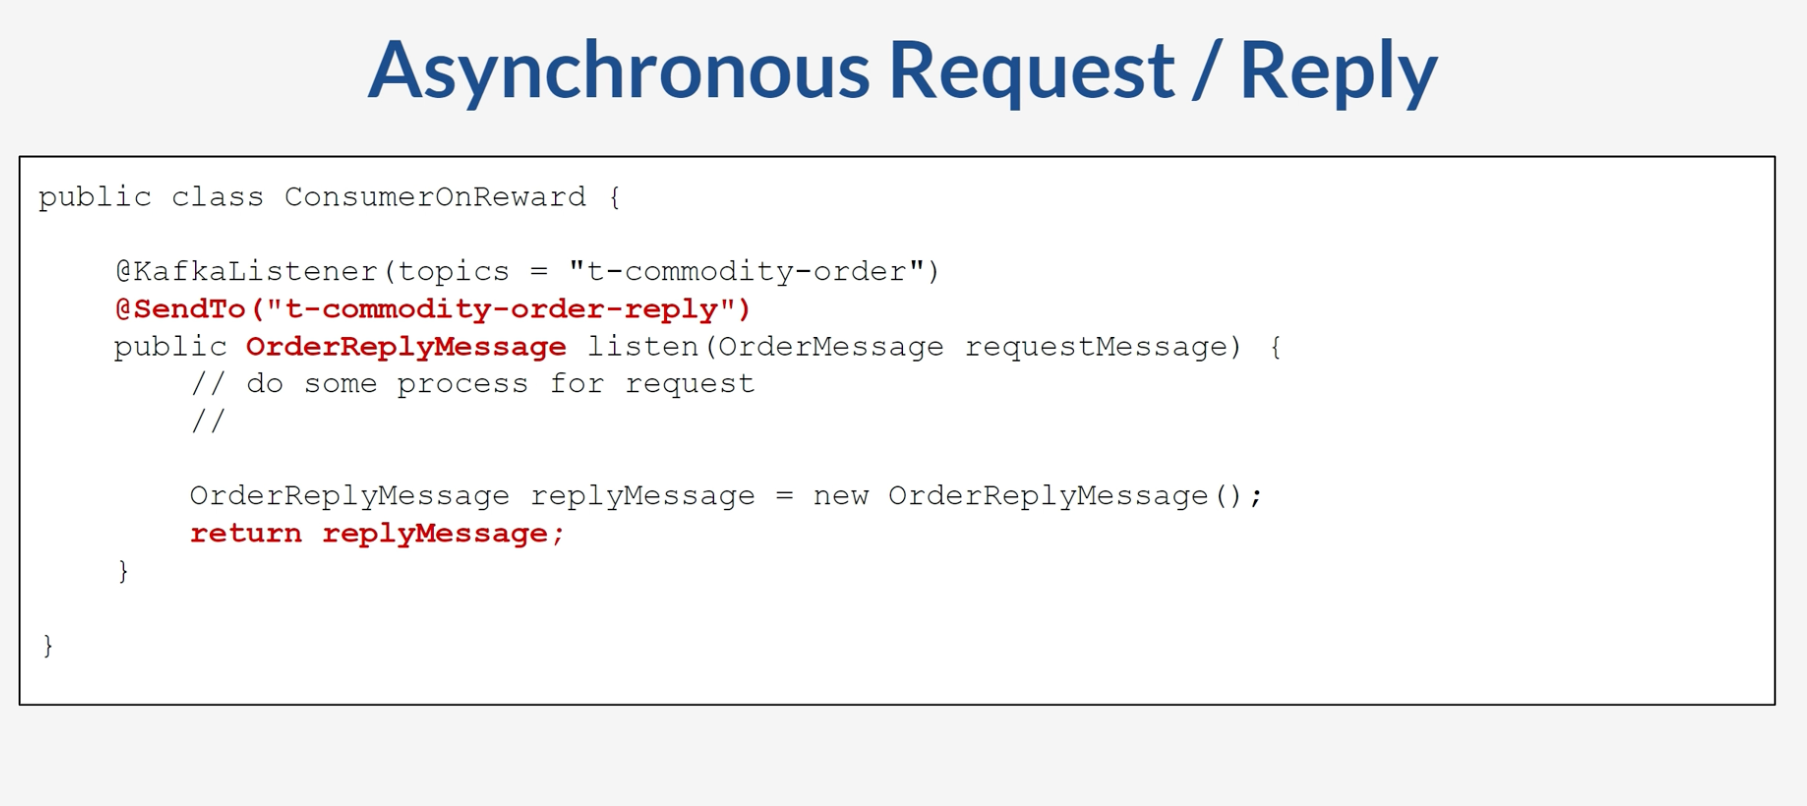 Asynchronous Request / Reply
public class ConsumerOnReward {
@KafkaListener(topics = "t-commodity-order")
@SendTo("t-commodity-order-reply")
public OrderReplyMessage listen(OrderMessage requestMessage) {
// do some process for request
//
OrderReplyMessage replyMessage = new OrderReplyMessage();
return replyMessage;
}
}